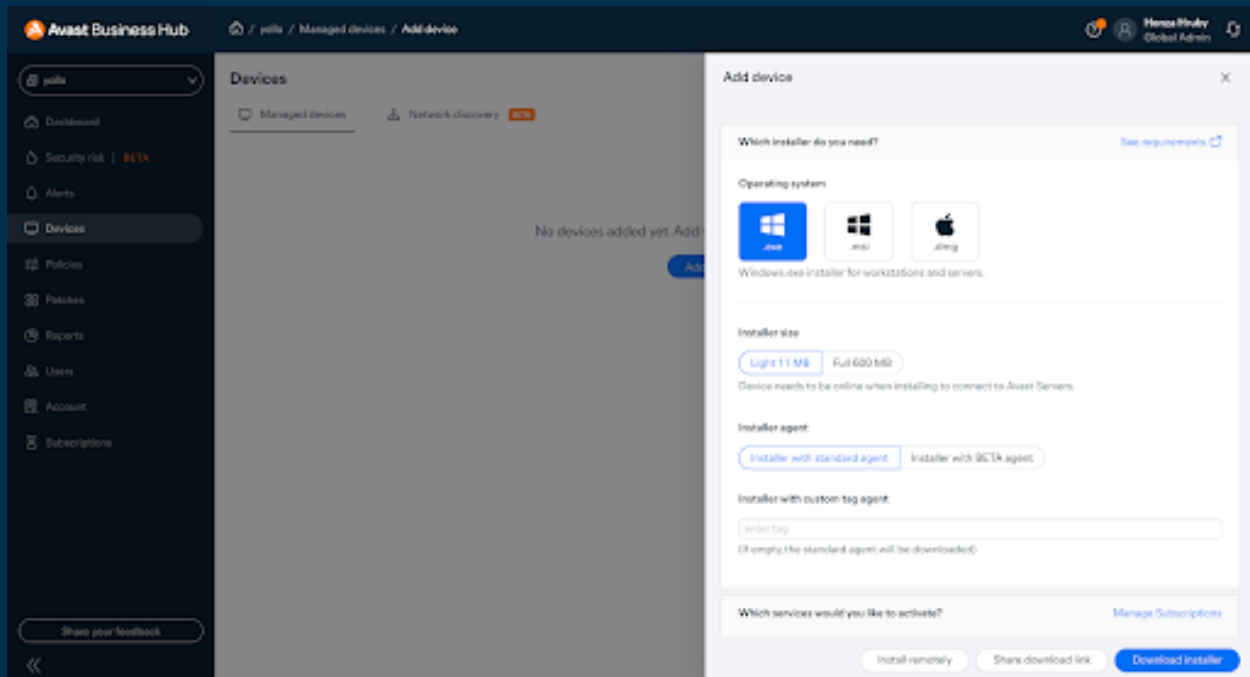 Avast Business Hub
/ yolla / Managed devices / Add device
Global Admin
yolla
Dashboard
Security risk | BETA
Alerts
Devices
Policies
Patches
Reports
Users
Account
Subscriptions
Share your feedback
Devices
Managed devices
Network discovery BETA
No devices added yet. Add
Add device
Which installer do you need?
See requirements
Operating system
.exe
.msi
.dmg
Windows .exe installer for workstations and servers.
Installer size
Light 11 MB
Full 600 MB
Device needs to be online when installing to connect to Avast Servers.
Installer agent
Installer with standard agent
Installer with BETA agent
Installer with custom tag agent
enter tag
(If empty, the standard agent will be downloaded)
Which services would you like to activate?
Manage Subscriptions
Install remotely
Share download link
Download installer